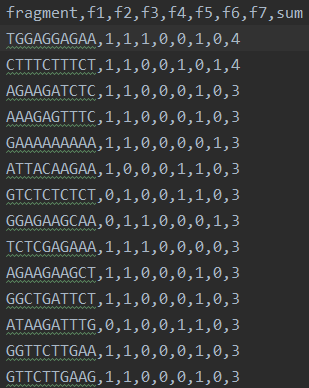 fragment,f1,f2,f3,f4,f5,f6,f7,sum
TGGAGGAGAA,1,1,1,0,0,1,0,4
CTTTCTTTCT,1,1,0,0,1,0,1,4
AGAAGATCTC,1,1,0,0,0,1,0,3
AAAGAGTTTC,1,1,0,0,0,1,0,3
GAAAAAAAAA,1,1,0,0,0,0,1,3
ATTACAAGAA,1,0,0,0,1,1,0,3
GTCTCTCTCT,0,1,0,0,1,1,0,3
GGAGAAGCAA,0,1,1,0,0,0,1,3
TCTCGAGAAA,1,1,1,0,0,0,0,3
AGAAGAAGCT,1,1,0,0,0,1,0,3
GGCTGATTCT,1,1,0,0,0,1,0,3
ATAAGATTTG,0,1,0,0,1,1,0,3
GGTTCTTGAA,1,1,0,0,0,1,0,3
GTTCTTGAAG,1,1,0,0,0,1,0,3